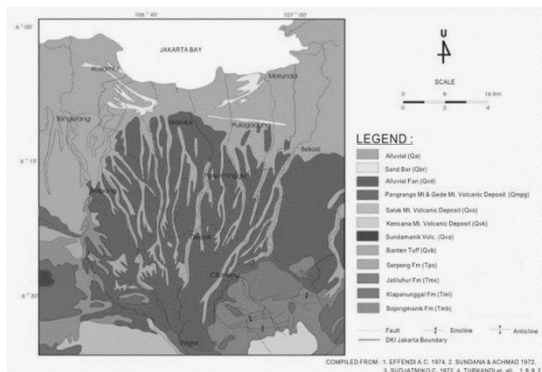 106° 45' 107° 00'
6° 00'
JAKARTA BAY
U
Marunda
SCALE
0 8 16 Km
0 2 4
Tangerang
Pulogadung
Bekasi
LEGEND :
6° 15'
Alluvial (Qa)
Sand Bar (Qbr)
Alluvial Fan (Qvd)
Pangrango Mt & Gede Mt. Volcanic Deposit (Qmpg)
Salak Mt. Volcanic Deposit (Qvs)
Kencana Mt. Volcanic Deposit (Qvk)
Sundamanik Volc. (Qva)
Banten Tuff (Qvb)
Serpong Fm (Tps)
Jatiluhur Fm (Tms)
Klapanunggal Fm (Tml)
Bojongmanik Fm (Tmb)
6° 30'
Bogor
Fault Sincline Anticline
DKI Jakarta Boundary
COMPILED FROM : 1. EFFENDI A.C. 1974. 2. SUNDANA & ACHMAD 1972,
3. SUDJATMIKO C. 1972, 4. TURKANDI et. all. 1992